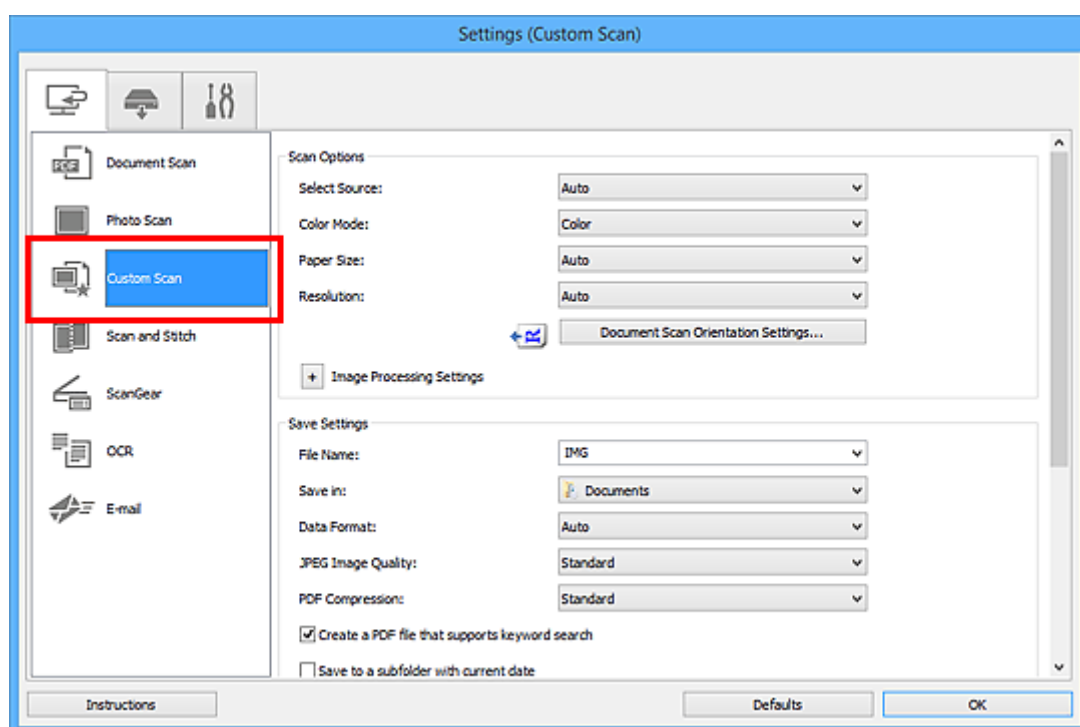 Settings (Custom Scan)
PDF
Document Scan
Photo Scan
Custom Scan
Scan and Stitch
ScanGear
OCR
E-mail
Scan Options
Select Source: Auto
Color Mode: Color
Paper Size: Auto
Resolution: Auto
R Document Scan Orientation Settings...
+ Image Processing Settings
Save Settings
File Name: IMG
Save in: Documents
Data Format: Auto
JPEG Image Quality: Standard
PDF Compression: Standard
Create a PDF file that supports keyword search
Save to a subfolder with current date
Instructions Defaults OK